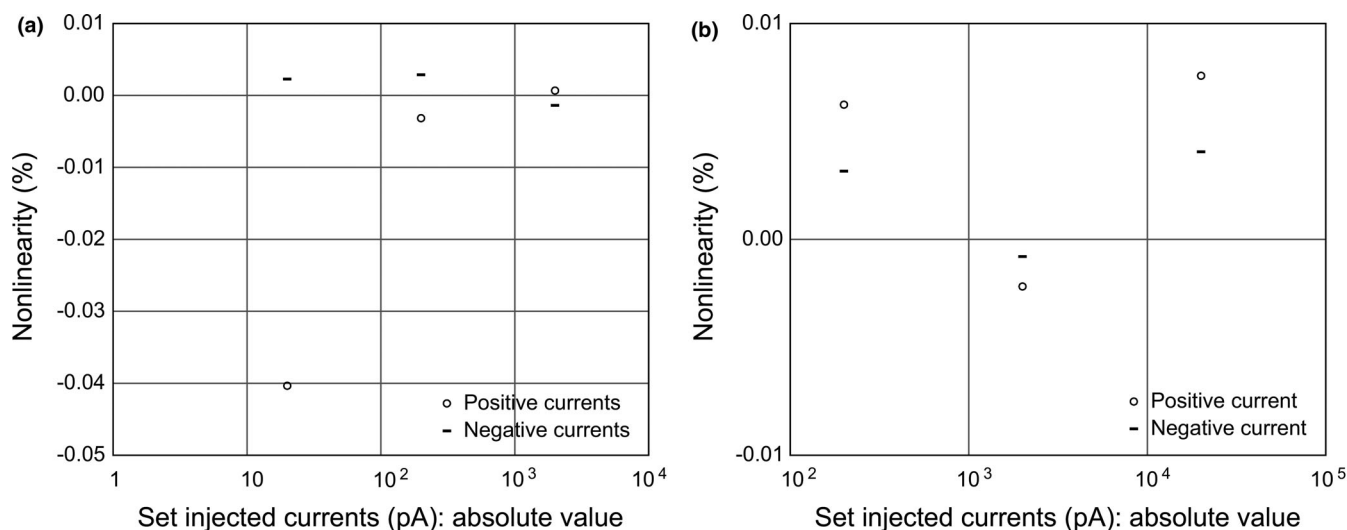 (a)
0.01
0.00
-0.01
-0.02
-0.03
-0.04
-0.05
Nonlinearity (%)
Positive currents
Negative currents
1 10 10² 10³ 10⁴
Set injected currents (pA): absolute value
(b)
0.01
0.00
-0.01
Nonlinearity (%)
Positive current
Negative current
10² 10³ 10⁴ 10⁵
Set injected currents (pA): absolute value